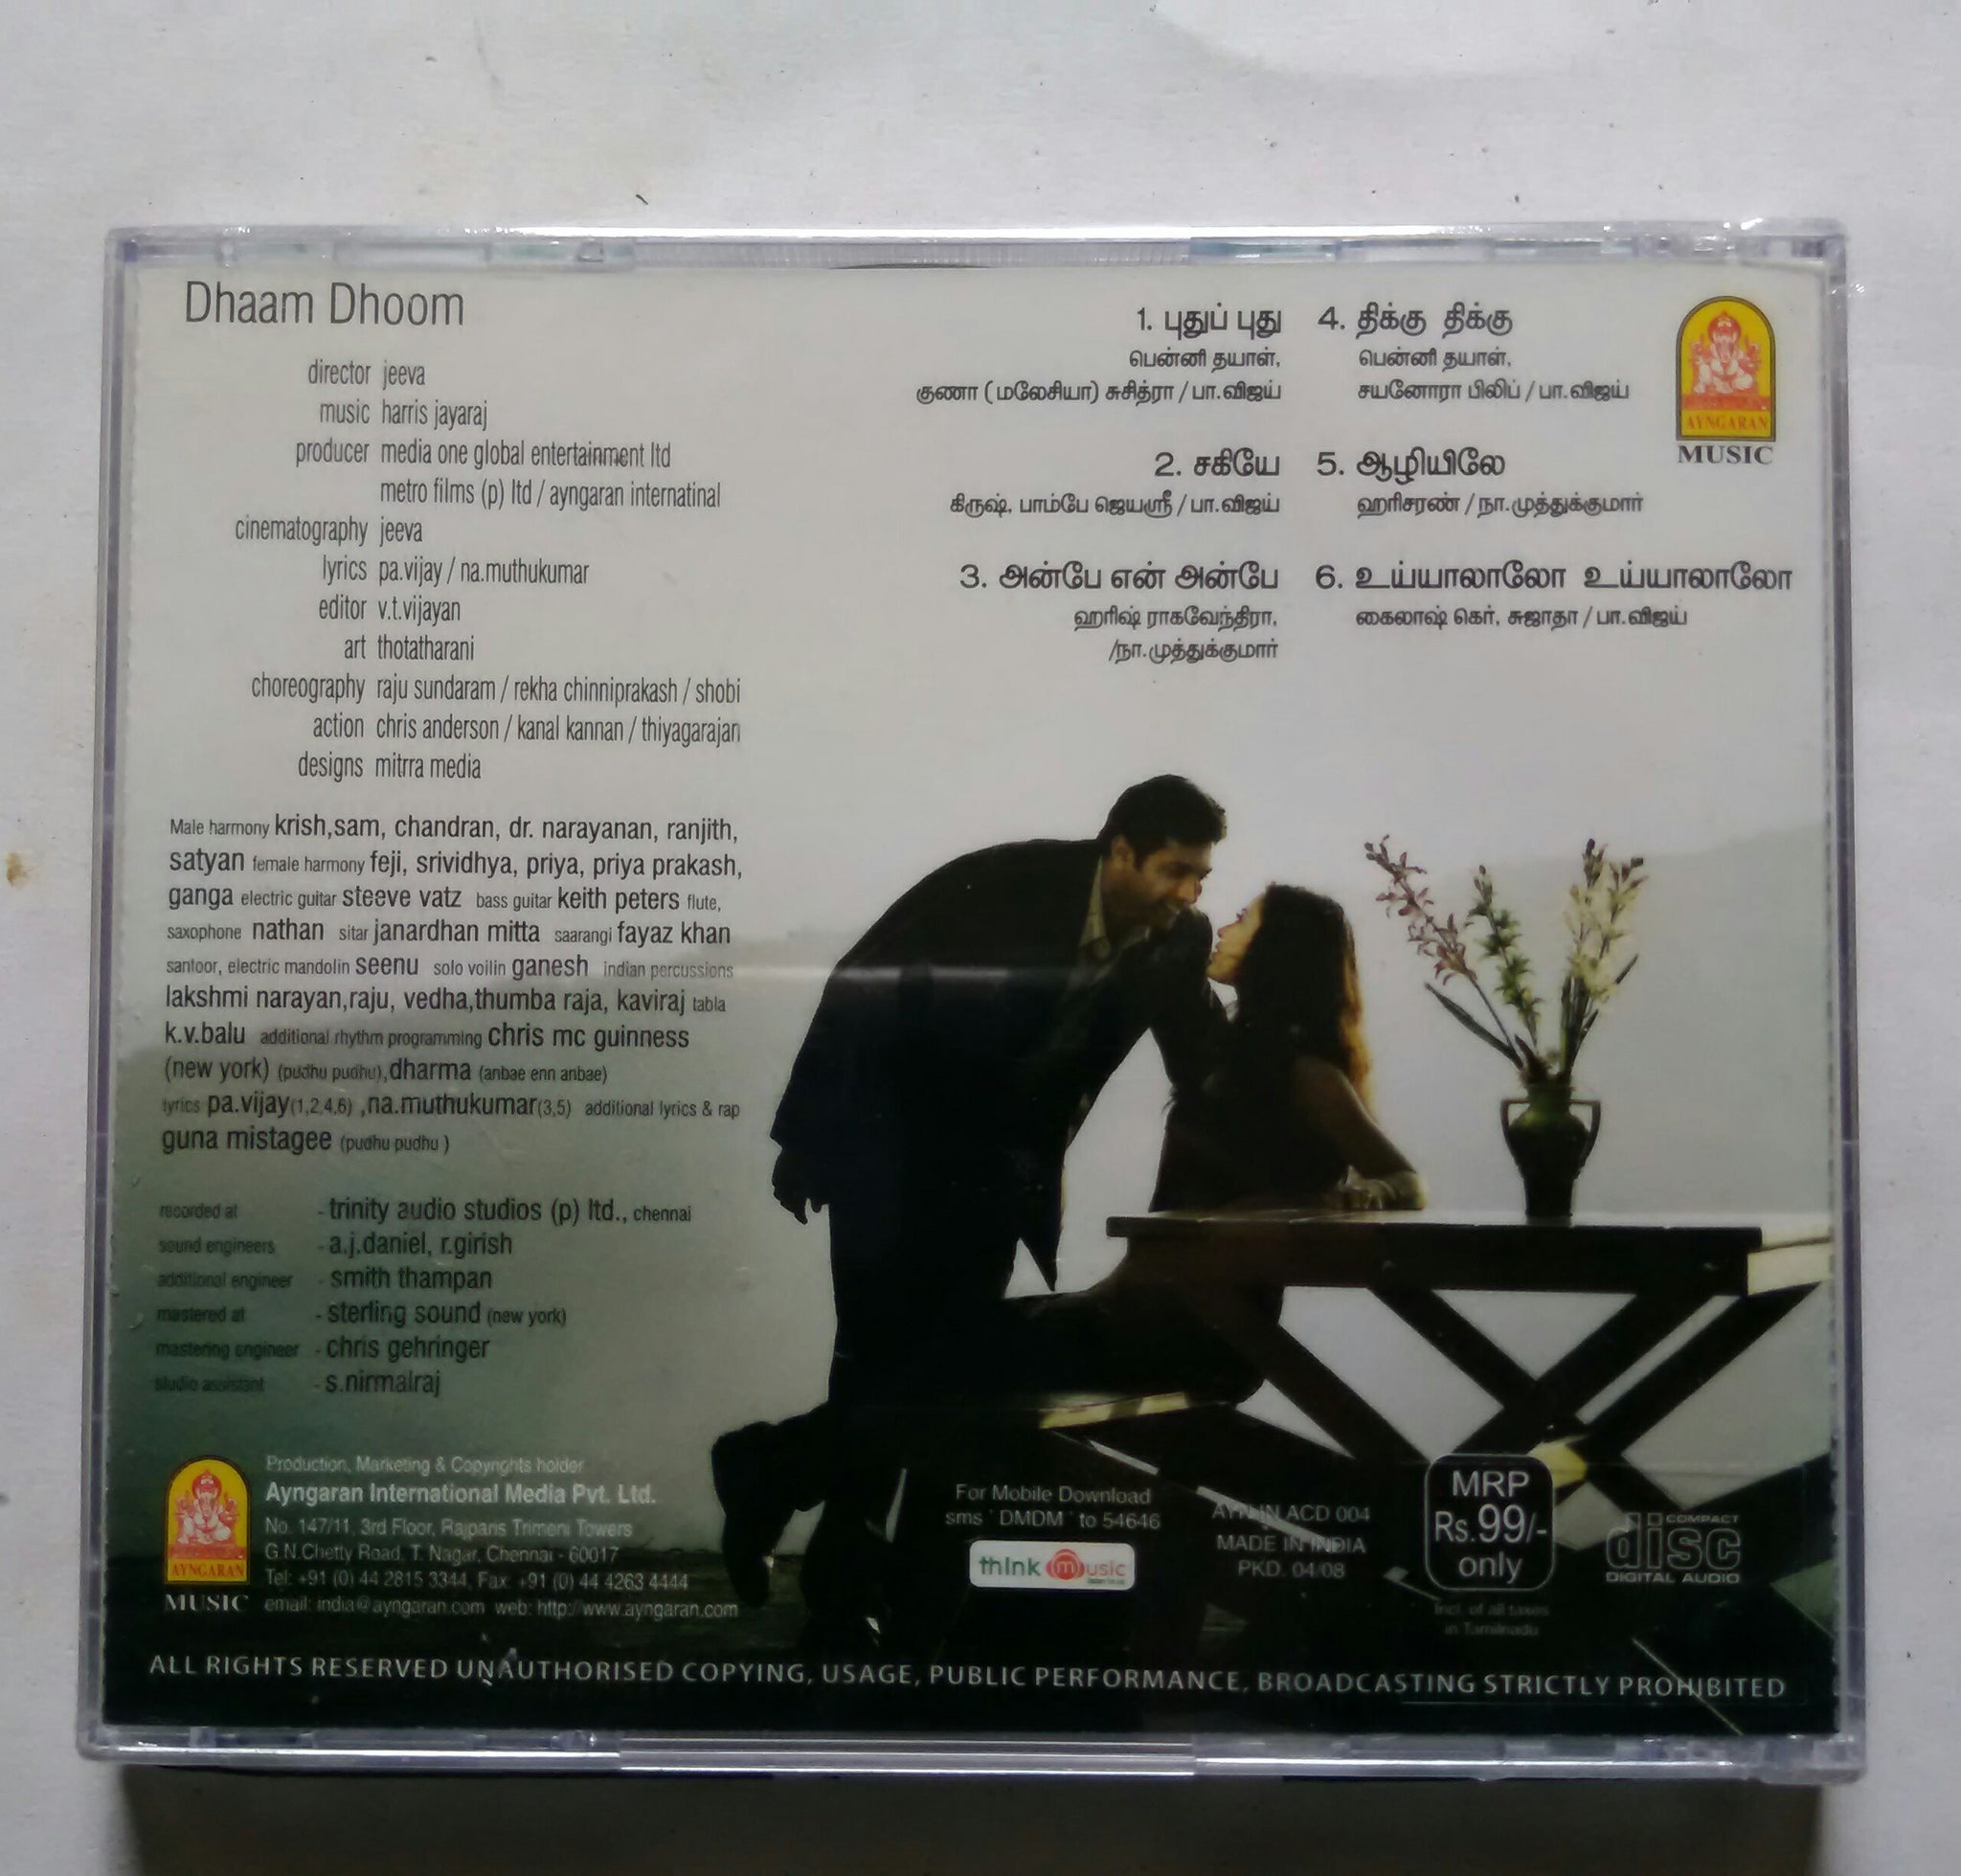 Dhaam Dhoom
director jeeva
music harris jayaraj
producer media one global entertainment ltd
metro films (p) ltd / ayngaran internatinal
cinematography jeeva
lyrics pa.vijay / na.muthukumar
editor v.t.vijayan
art thotatharani
choreography raju sundaram / rekha chinniprakash / shobi
action chris anderson / kanal kannan / thiyagarajan
designs mitrra media
Male harmony krish,sam, chandran, dr. narayanan, ranjith,
satyan female harmony feji, srividhya, priya, priya prakash,
ganga electric guitar steeve vatz bass guitar keith peters flute,
saxophone nathan sitar janardhan mitta saarangi fayaz khan
santoor, electric mandolin seenu solo voilin ganesh indian percussions
lakshmi narayan,raju, vedha,thumba raja, kaviraj tabla
k.v.balu additional rhythm programming chris mc guinness
(new york) (pudhu pudhu),dharma (anbae enn anbae)
lyrics pa.vijay(1,2,4,6) ,na.muthukumar(3,5) additional lyrics & rap
guna mistagee (pudhu pudhu )
recorded at - trinity audio studios (p) ltd., chennai
sound engineers - a.j.daniel, r.girish
additional engineer - smith thampan
mastered at - sterling sound (new york)
mastering engineer - chris gehringer
studio assistant - s.nirmalraj
1. புதுப் புது
பென்னி தயாள்,
குணா (மலேசியா) சுசித்ரா / பா.விஜய்
2. சகியே
கிருஷ், பாம்பே ஜெயஸ்ரீ / பா.விஜய்
3. அன்பே என் அன்பே
ஹரிஷ் ராகவேந்திரா,
/நா.முத்துக்குமார்
4. திக்கு திக்கு
பென்னி தயாள்,
சயனோரா பிலிப் / பா.விஜய்
5. ஆழியிலே
ஹரிசரண் / நா.முத்துக்குமார்
6. உய்யாலாலோ உய்யாலாலோ
கைலாஷ் கெர், சுஜாதா / பா.விஜய்
AYNGARAN
MUSIC
Production, Marketing & Copyrights holder
Ayngaran International Media Pvt. Ltd.
No. 147/11, 3rd Floor, Rajparis Trimeni Towers
G.N.Chetty Road, T. Nagar, Chennai - 60017
Tel: +91 (0) 44 2815 3344, Fax: +91 (0) 44 4263 4444
email: india@ayngaran.com web: http://www.ayngaran.com
AYNGARAN
MUSIC
For Mobile Download
sms ' DMDM ' to 54646
think music
AYN IN ACD 004
MADE IN INDIA
PKD. 04/08
MRP
Rs.99/-
only
Incl. of all taxes
in Tamilnadu
COMPACT
disc
DIGITAL AUDIO
ALL RIGHTS RESERVED UNAUTHORISED COPYING, USAGE, PUBLIC PERFORMANCE, BROADCASTING STRICTLY PROHIBITED